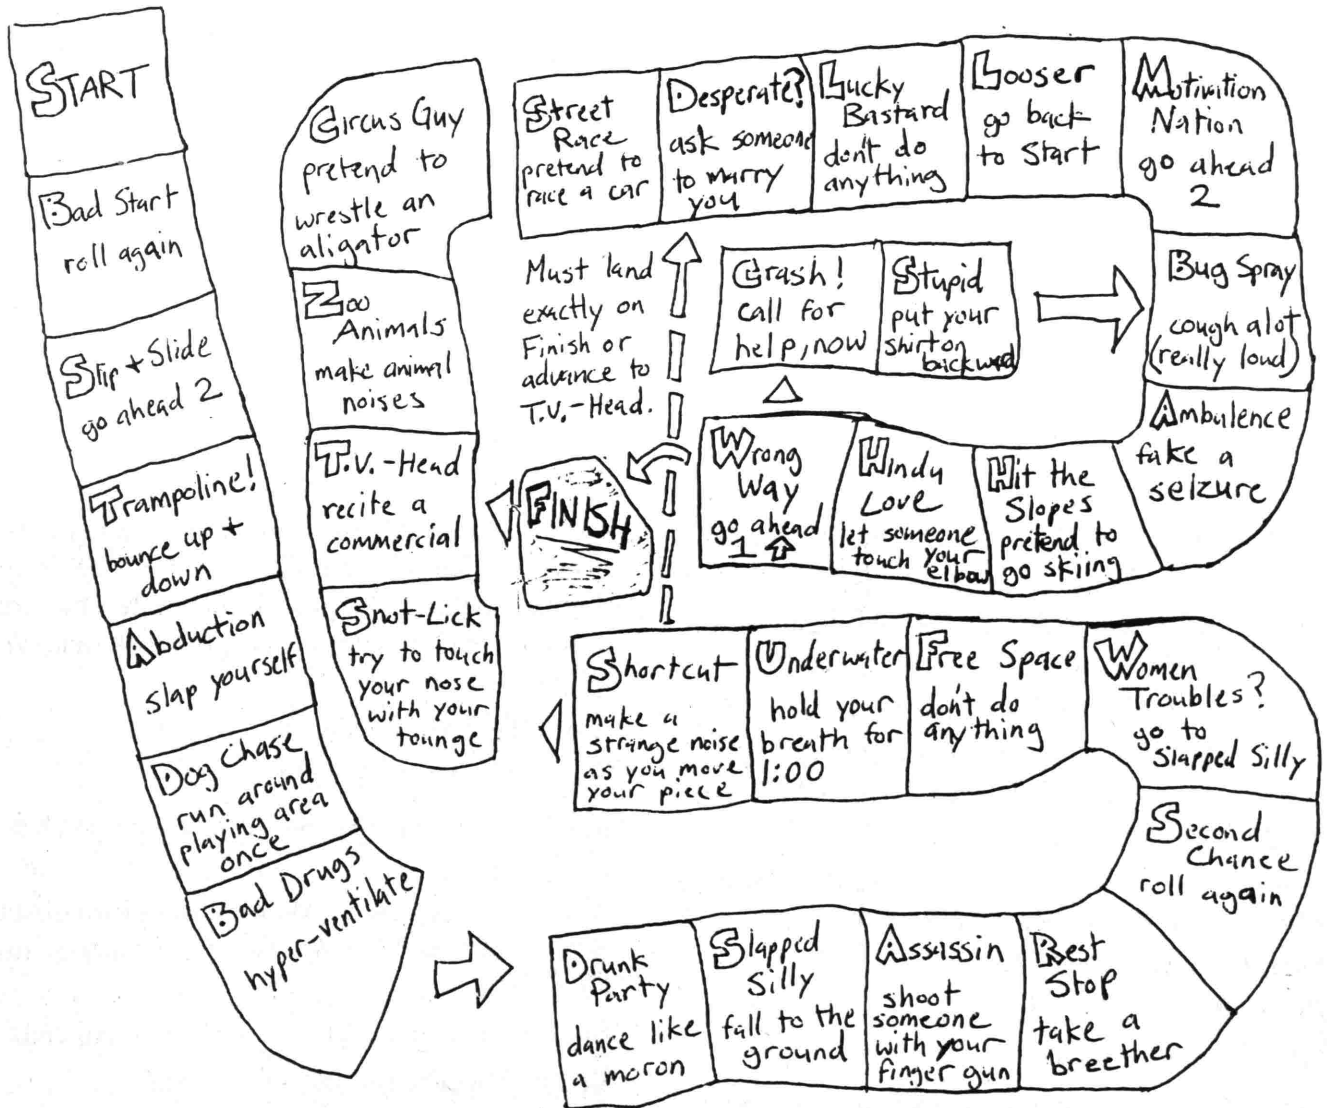 START
Bad Start
roll again
Slip + Slide
go ahead 2
Trampoline!
bounce up +
down
Abduction
slap yourself
Dog Chase
run around
playing area
once
Bad Drugs
hyper-ventilate
Drunk
Party
dance like
a moron
Slapped
Silly
fall to the
ground
Assassin
shoot
someone
with your
finger gun
Rest
Stop
take a
breether
Second
Chance
roll again
Women
Troubles?
go to
Slapped Silly
Free Space
don't do
anything
Underwater
hold your
breath for
1:00
Shortcut
make a
strange noise
as you move
your piece
Snot-Lick
try to touch
your nose
with your
tounge
T.V.-Head
recite a
commercial
Zoo
Animals
make animal
noises
Circus Guy
pretend to
wrestle an
aligator
Street
Race
pretend to
race a car
Desperate?
ask someone
to marry
you
Lucky
Bastard
don't do
anything
Looser
go back
to Start
Motivition
Nation
go ahead
2
Bug Spray
cough alot
(really loud)
Ambulence
fake a
seizure
Hit the
Slopes
pretend to
go skiing
Hindu
Love
let someone
touch your
elbow
Wrong
Way
go ahead
1
Crash!
call for
help, now
Stupid
put your
shirt on
backwad
Must land
exactly on
Finish or
advance to
T.V.-Head.
FINISH